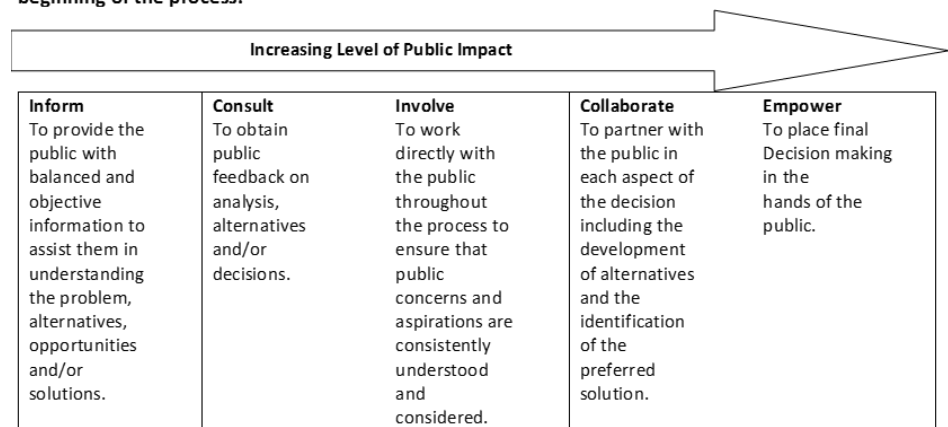 beginning of the process.
Increasing Level of Public Impact
Inform
To provide the
public with
balanced and
objective
information to
assist them in
understanding
the problem,
alternatives,
opportunities
and/or
solutions.
Consult
To obtain
public
feedback on
analysis,
alternatives
and/or
decisions.
Involve
To work
directly with
the public
throughout
the process to
ensure that
public
concerns and
aspirations are
consistently
understood
and
considered.
Collaborate
To partner with
the public in
each aspect of
the decision
including the
development
of alternatives
and the
identification
of the
preferred
solution.
Empower
To place final
Decision making
in the
hands of the
public.